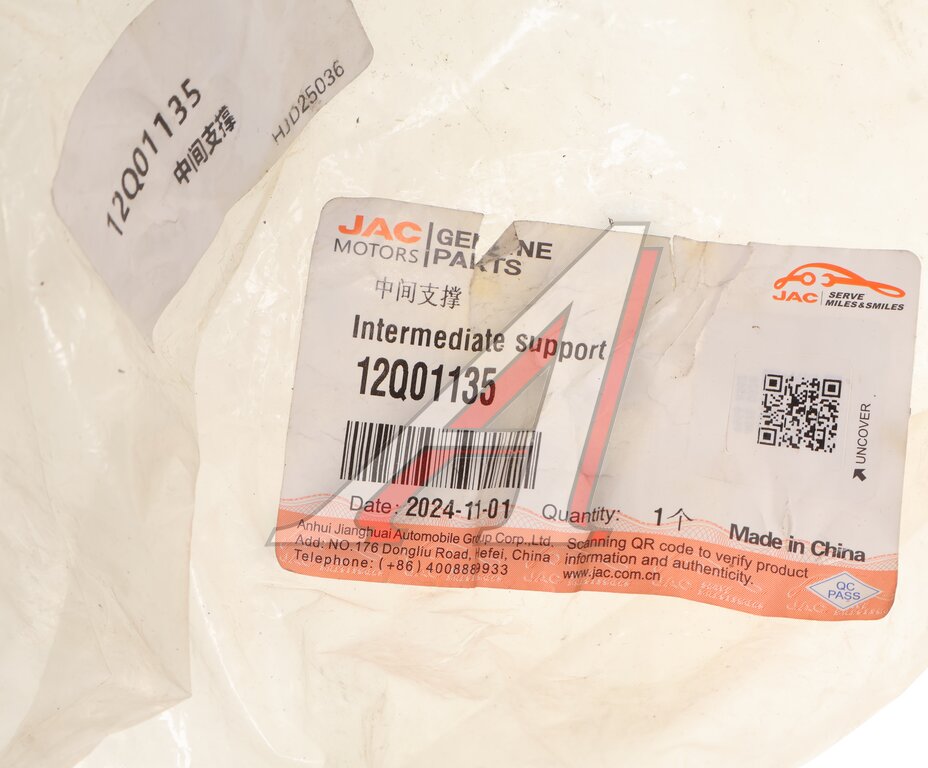 12Q01135
中间支撑
HJD25036
JAC MOTORS
GENUINE PARTS
JAC
SERVE
MILES&SMILES
中间支撑
Intermediate support
12Q01135
UNCOVER
Date: 2024-11-01 Quantity: 1个 Made in China
Anhui Jianghuai Automobile Group Corp.,Ltd.
Add: NO.176 Dongliu Road, Hefei, China
Telephone: (+86) 4008889933
Scanning QR code to verify product
information and authenticity.
www.jac.com.cn
QC
PASS